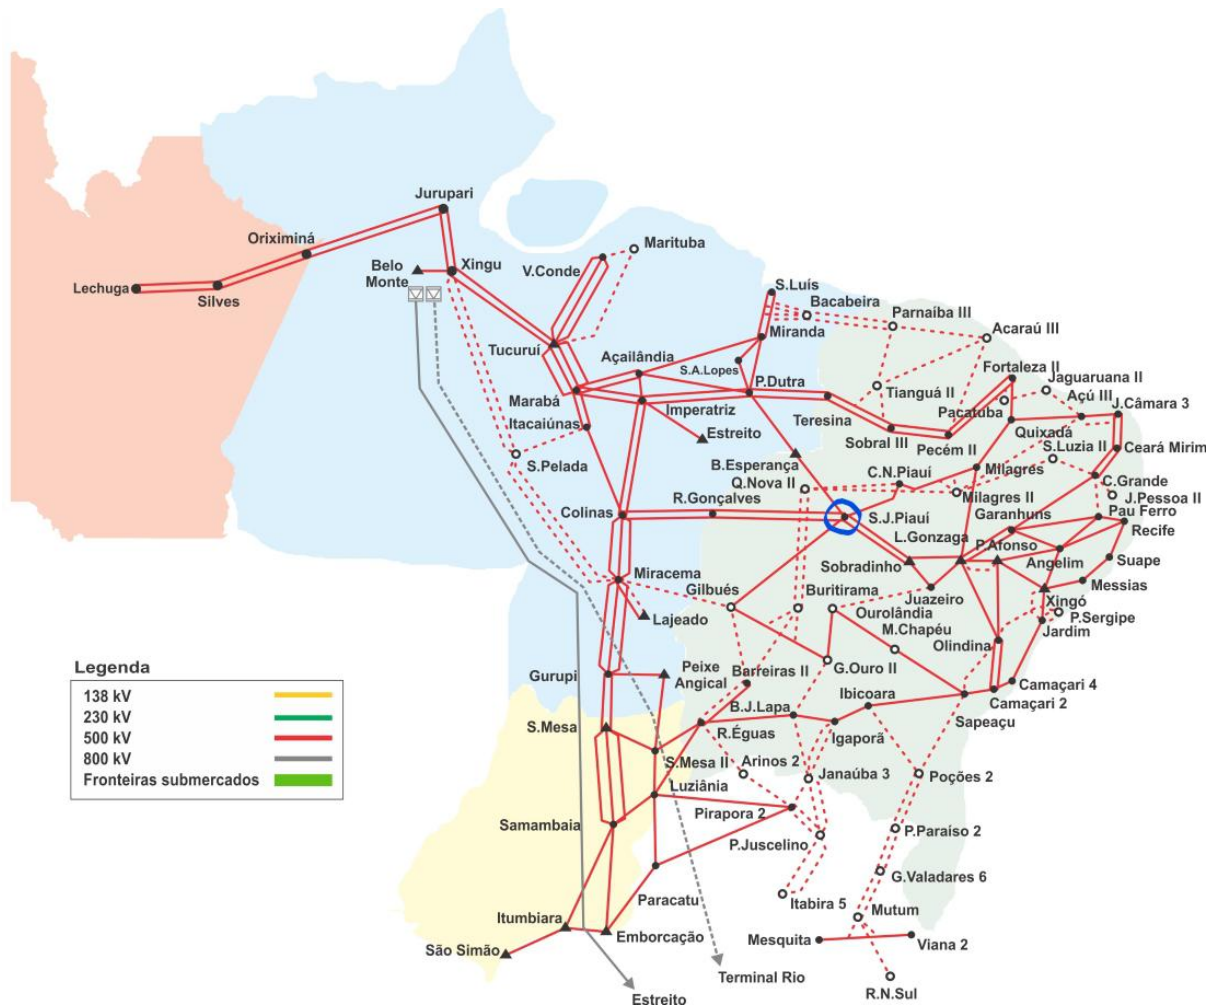 Jurupari
Oriximiná
Marituba
Belo
Monte
Xingu
V.Conde
Lechuga
Silves
S.Luís
Bacabeira
Parnaíba III
Acaraú III
Miranda
Tucuruí
Açailândia
S.A.Lopes
Fortaleza II
P.Dutra
Tianguá II
Jaguaruana II
Marabá
Imperatriz
Pacatuba
Açú III
J.Câmara 3
Teresina
Itacaiúnas
Estreito
Sobral III
Quixadá
Pecém II
S.Luzia II
Ceará Mirim
S.Pelada
B.Esperança
C.N.Piauí
Milagres
Q.Nova II
C.Grande
R.Gonçalves
Milagres II
J.Pessoa II
Colinas
S.J.Piauí
Garanhuns
Pau Ferro
Recife
L.Gonzaga
P.Afonso
Angelim
Sobradinho
Suape
Miracema
Gilbués
Buritirama
Juazeiro
Messias
Ourolândia
Xingó
P.Sergipe
Lajeado
M.Chapéu
Jardim
Olindina
Legenda
Gurupi
Peixe
Angical
Barreiras II
G.Ouro II
Ibicoara
Camaçari 4
138 kV
230 kV
500 kV
800 kV
Fronteiras submercados
B.J.Lapa
Camaçari 2
Sapeaçu
S.Mesa
R.Éguas
Igaporã
S.Mesa II
Arinos 2
Janaúba 3
Poções 2
Luziânia
Pirapora 2
Samambaia
P.Juscelino
P.Paraíso 2
G.Valadares 6
Paracatu
Itabira 5
Itumbiara
Mutum
Emborcação
Mesquita
Viana 2
São Simão
Terminal Rio
R.N.Sul
Estreito